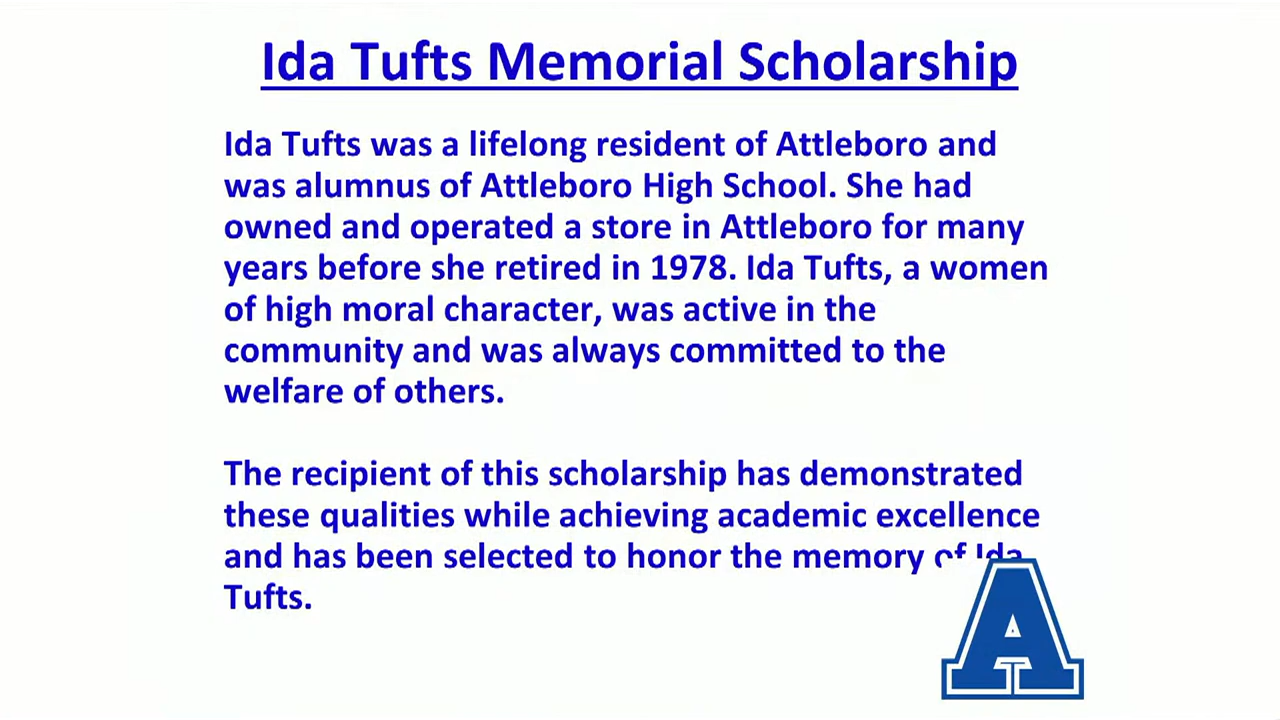 Ida Tufts Memorial Scholarship
Ida Tufts was a lifelong resident of Attleboro and
was alumnus of Attleboro High School. She had
owned and operated a store in Attleboro for many
years before she retired in 1978. Ida Tufts, a women
of high moral character, was active in the
community and was always committed to the
welfare of others.
The recipient of this scholarship has demonstrated
these qualities while achieving academic excellence
and has been selected to honor the memory of Ida
Tufts.
A